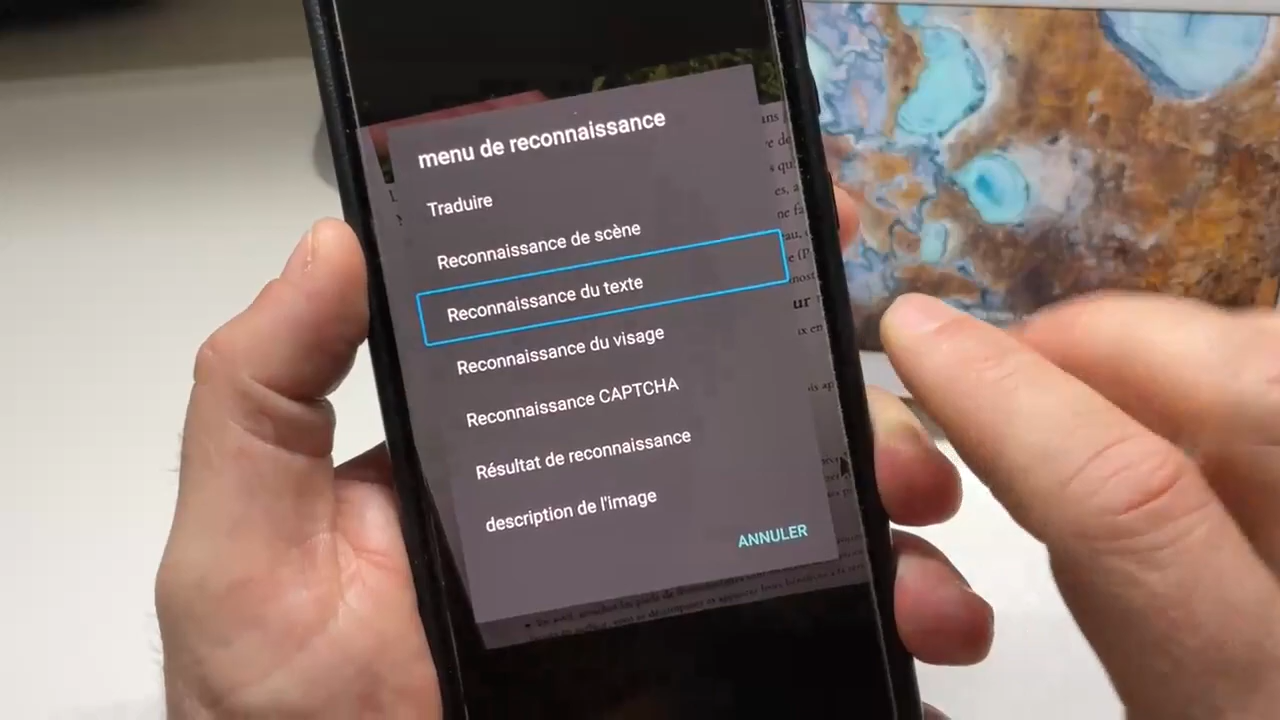 menu de reconnaissance
Traduire
Reconnaissance de scène
Reconnaissance du texte
Reconnaissance du visage
Reconnaissance CAPTCHA
Résultat de reconnaissance
description de l'image
ANNULER